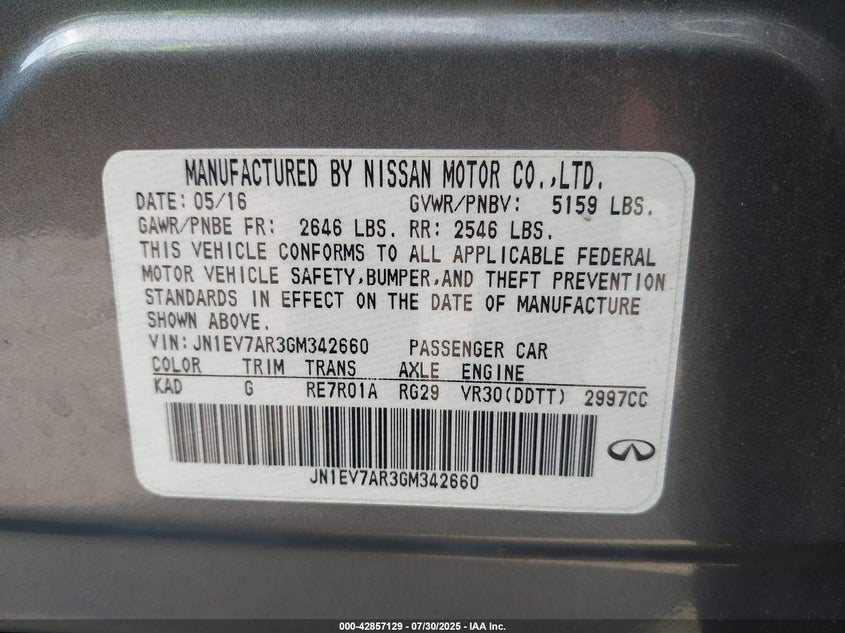 MANUFACTURED BY NISSAN MOTOR CO.,LTD.
DATE: 05/16 GVWR/PNBV: 5159 LBS.
GAWR/PNBE FR: 2646 LBS. RR: 2546 LBS.
THIS VEHICLE CONFORMS TO ALL APPLICABLE FEDERAL
MOTOR VEHICLE SAFETY,BUMPER,AND THEFT PREVENTION
STANDARDS IN EFFECT ON THE DATE OF MANUFACTURE
SHOWN ABOVE.
VIN: JN1EV7AR3GM342660 PASSENGER CAR
COLOR TRIM TRANS AXLE ENGINE
KAD G RE7R01A RG29 VR30(DDTT) 2997CC
JN1EV7AR3GM342660
000-42857129 | 07/30/2025 - IAA Inc.